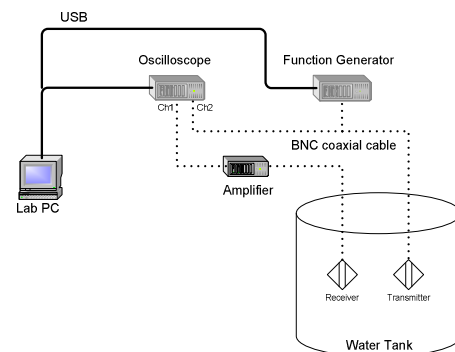 USB
Oscilloscope
Function Generator
Ch1
Ch2
BNC coaxial cable
Amplifier
Lab PC
Receiver
Transmitter
Water Tank